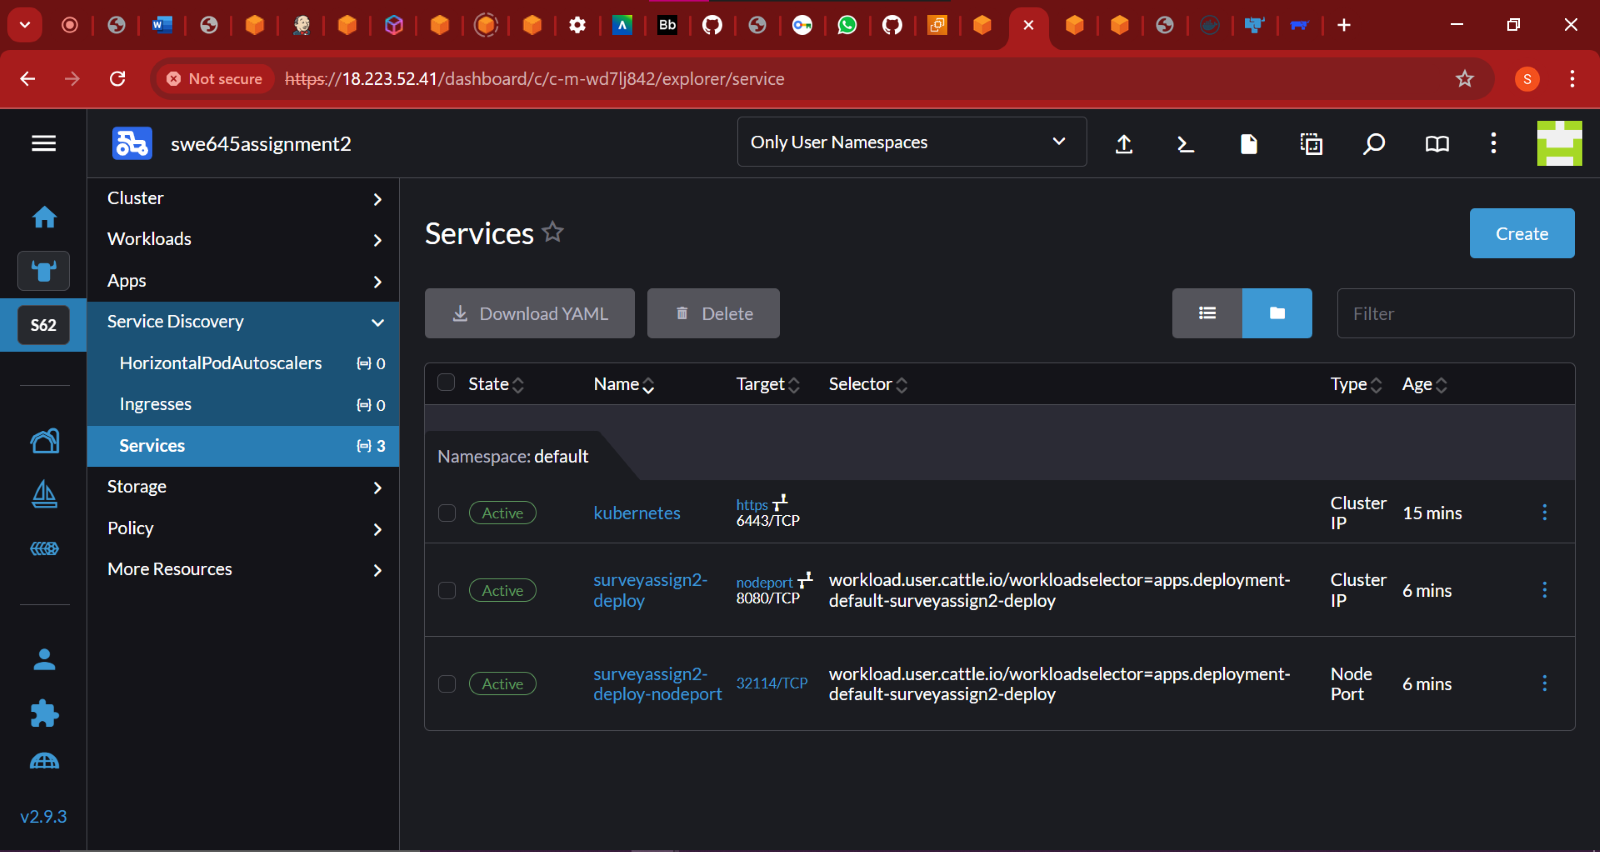 Bb
Not secure
https://18.223.52.41/dashboard/c/c-m-wd7lj842/explorer/service
S
swe645assignment2
Only User Namespaces
Cluster
Workloads
Apps
S62
Service Discovery
HorizontalPodAutoscalers 0
Ingresses 0
Services 3
Storage
Policy
More Resources
v2.9.3
Services
Create
Download YAML
Delete
Filter
State Name Target Selector Type Age
Namespace: default
Active kubernetes https
6443/TCP
Cluster
IP
15 mins
Active
surveyassign2-
deploy
nodeport
8080/TCP
workload.user.cattle.io/workloadselector=apps.deployment-
default-surveyassign2-deploy
Cluster
IP
6 mins
Active
surveyassign2-
deploy-nodeport
32114/TCP
workload.user.cattle.io/workloadselector=apps.deployment-
default-surveyassign2-deploy
Node
Port
6 mins